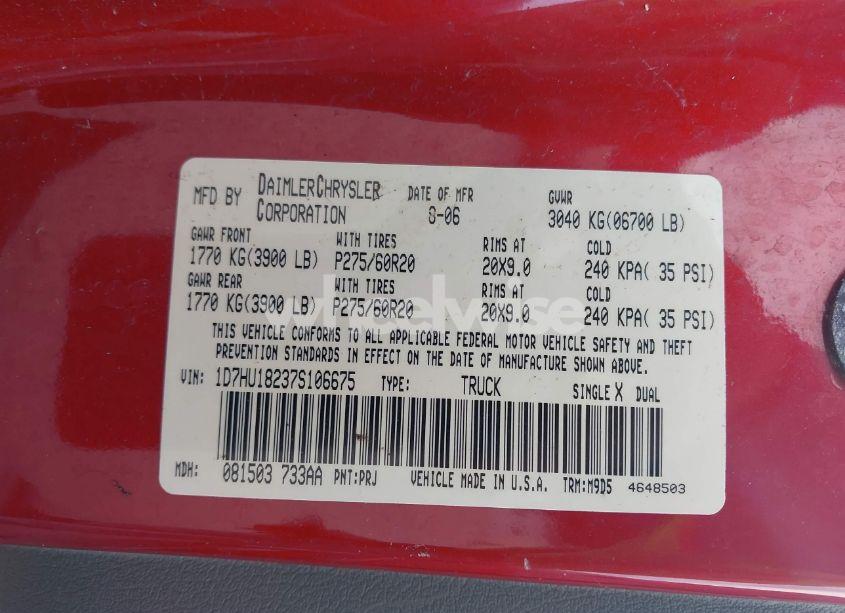 MFD BY DAIMLERCHRYSLER CORPORATION DATE OF MFR 8-06 GVWR 3040 KG(06700 LB)
GAWR FRONT WITH TIRES RIMS AT COLD
1770 KG(3900 LB) P275/60R20 20X9.0 240 KPA( 35 PSI)
GAWR REAR WITH TIRES RIMS AT COLD
1770 KG(3900 LB) P275/60R20 20X9.0 240 KPA( 35 PSI)
wheelwise
THIS VEHICLE CONFORMS TO ALL APPLICABLE FEDERAL MOTOR VEHICLE SAFETY AND THEFT
PREVENTION STANDARDS IN EFFECT ON THE DATE OF MANUFACTURE SHOWN ABOVE.
VIN: 1D7HU18237S106675 TYPE: TRUCK SINGLE X DUAL
MDH: 081503 733AA PNT:PRJ VEHICLE MADE IN U.S.A. TRM:M9D5 4648503